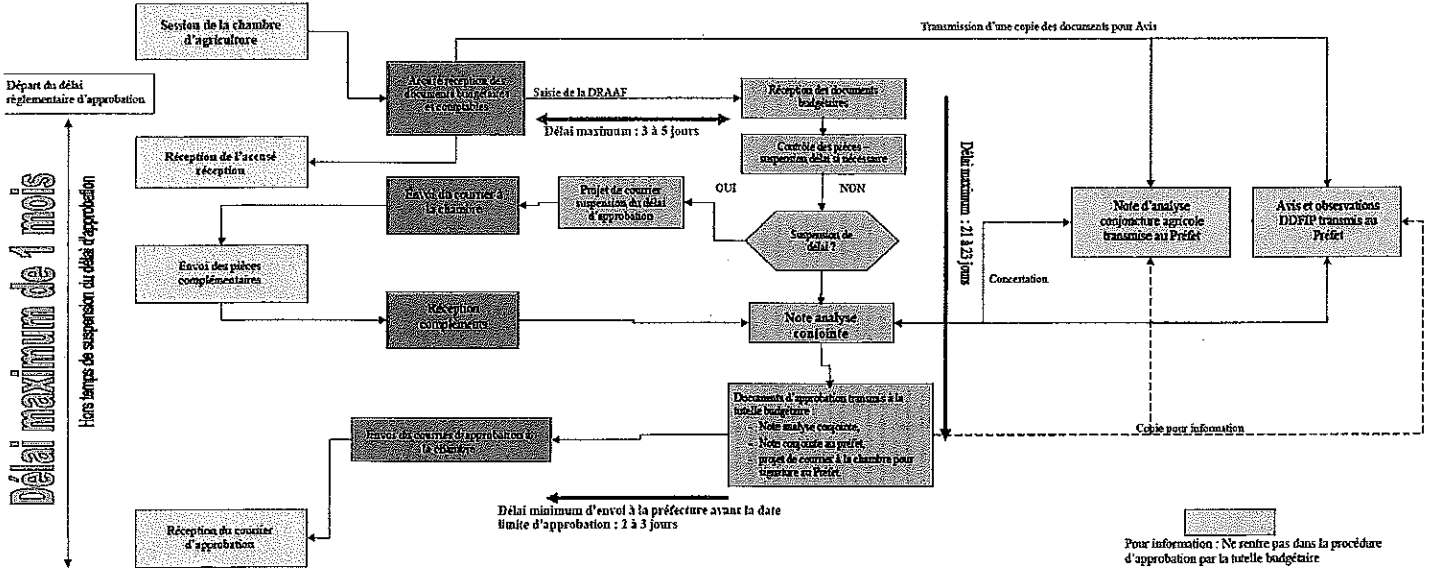 Session de la chambre
d'agriculture
Transmission d'une copie des documents pour Avis
Départ du délai
règlementaire d'approbation
Accusé réception des
documents budgétaires
et comptables
Saisie de la DRAAF
Réception des documents
budgétaires
Délai maximum : 3 à 5 jours
Réception de l'accusé
réception
Contrôle des pièces –
suspension délai si nécessaire
Envoi du courrier à
la chambre
Projet de courrier
suspension du délai
d'approbation
OUI
NON
Suspension de
délai ?
Délai maximum : 21 à 23 jours
Note d'analyse
conjoncture agricole
transmise au Préfet
Avis et observations
DDFIP transmis au
Préfet
Délai maximum de 1 mois
Hors temps de suspension du délai d'approbation
Envoi des pièces
complémentaires
Concertation
Réception
compléments
Note analyse
conjointe
Documents d'approbation transmis à la
tutelle budgétaire :
- Note analyse conjointe,
- Note conjointe au préfet,
- projet de courrier à la chambre pour
signature au Préfet.
Envoi du courrier d'approbation à
la chambre
Copie pour information
Délai minimum d'envoi à la préfecture avant la date
limite d'approbation : 2 à 3 jours
Réception du courrier
d'approbation
Pour information : Ne rentre pas dans la procédure
d'approbation par la tutelle budgétaire